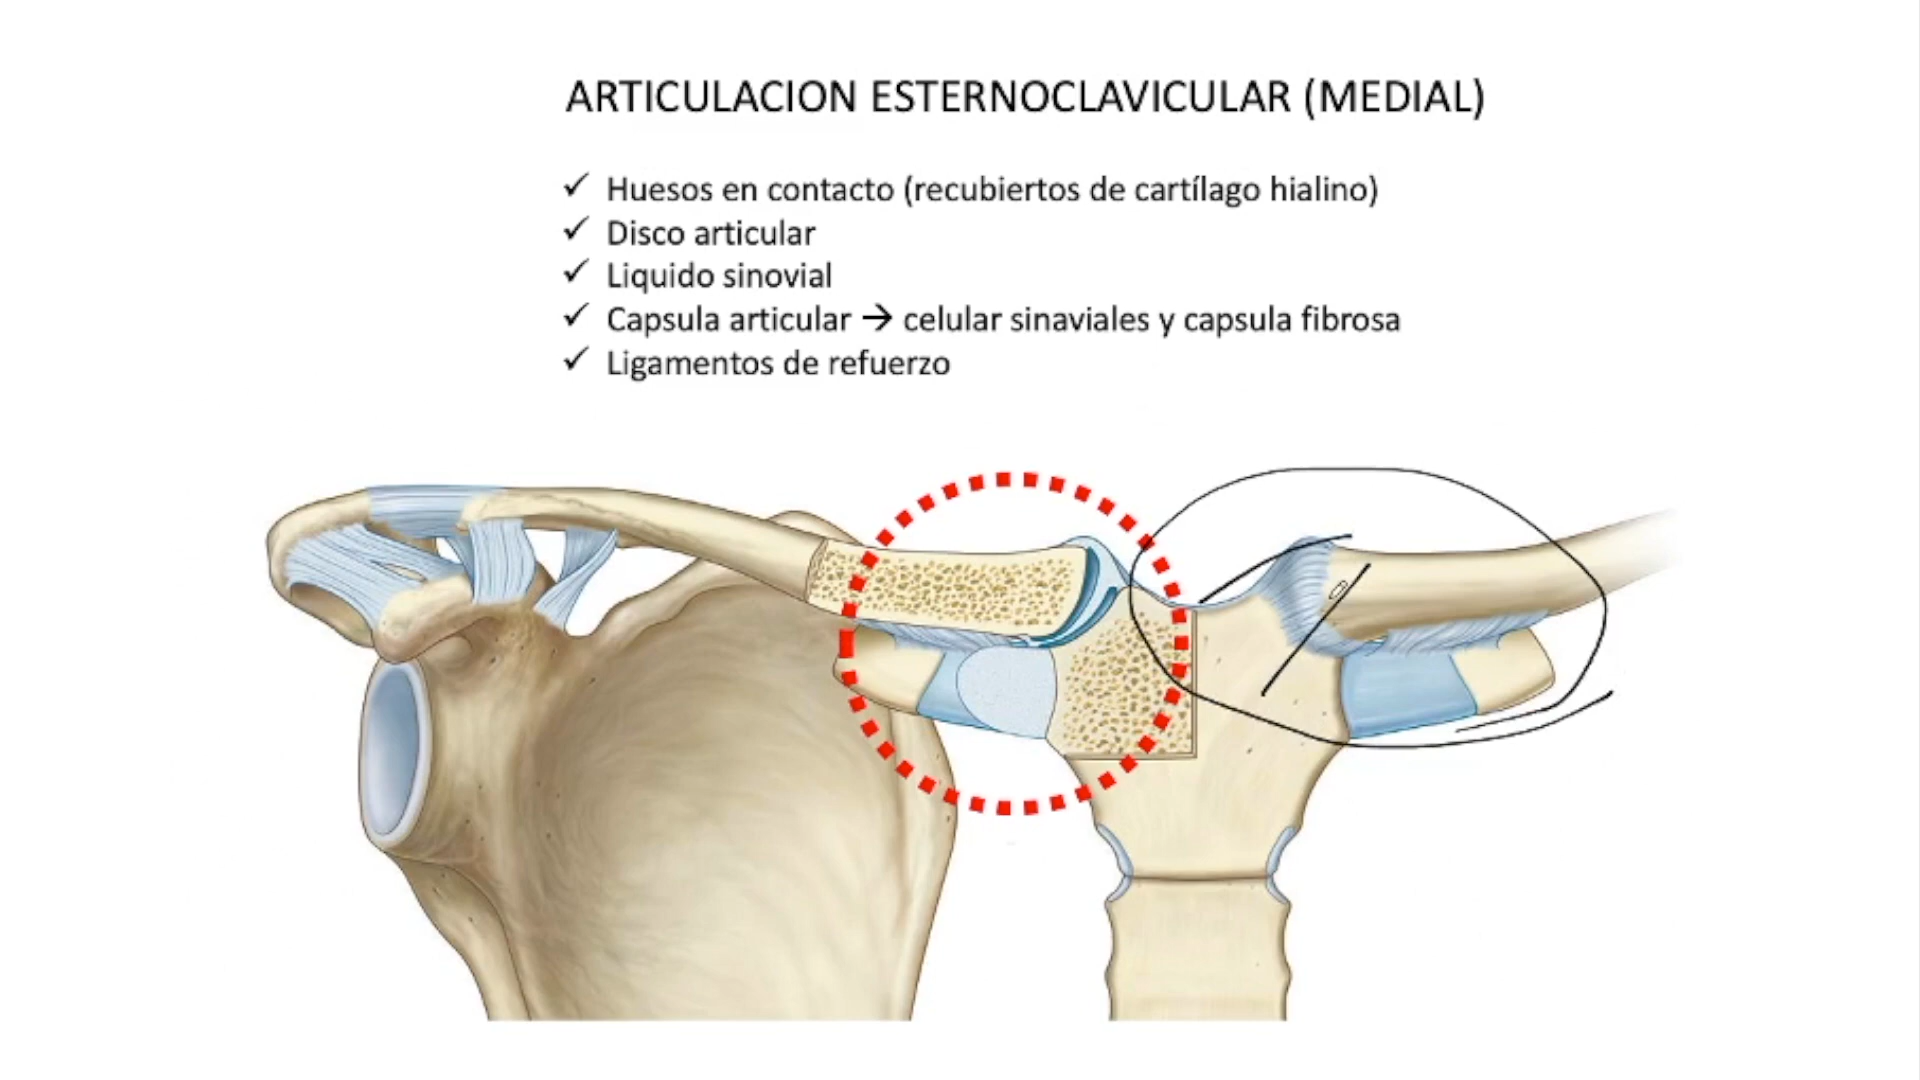 ARTICULACION ESTERNOCLAVICULAR (MEDIAL)
✓ Huesos en contacto (recubiertos de cartílago hialino)
✓ Disco articular
✓ Liquido sinovial
✓ Capsula articular → celular sinaviales y capsula fibrosa
✓ Ligamentos de refuerzo